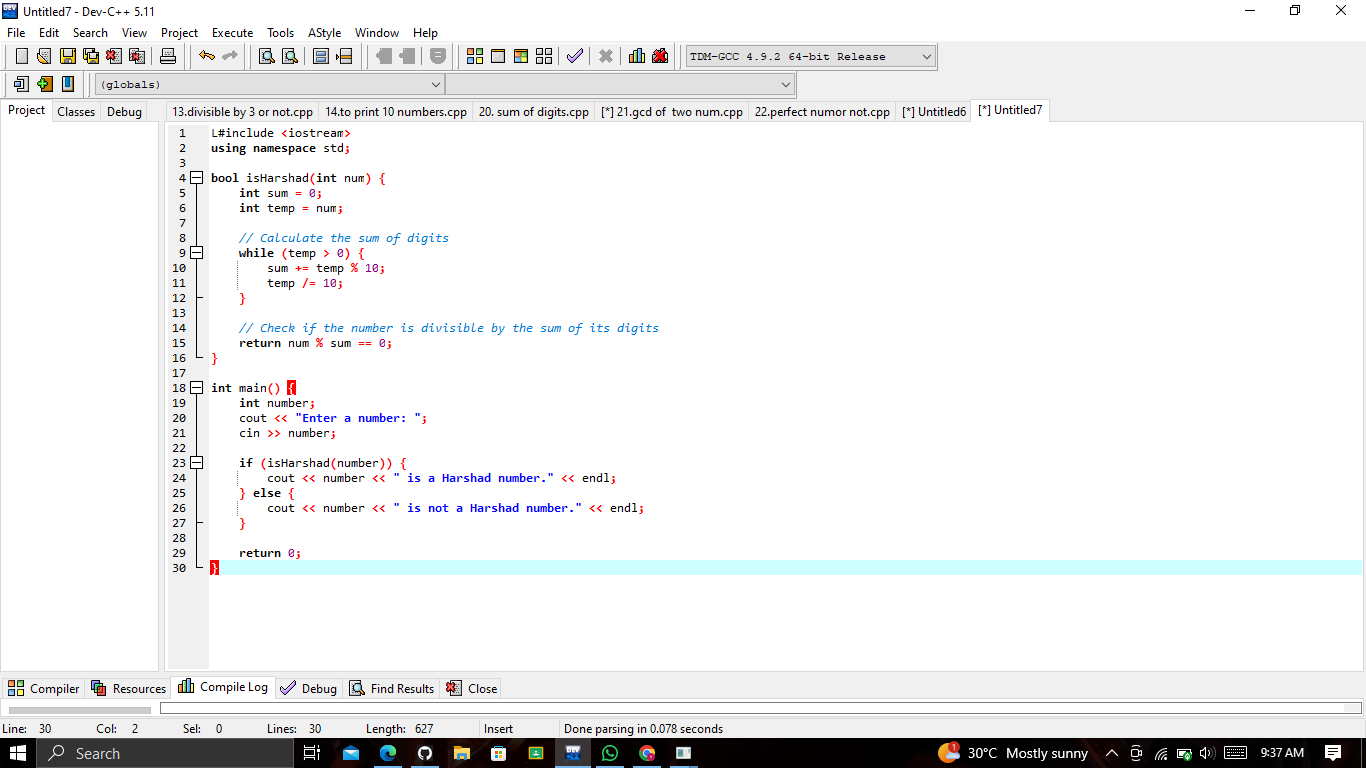 Untitled7 - Dev-C++ 5.11
File Edit Search View Project Execute Tools AStyle Window Help
TDM-GCC 4.9.2 64-bit Release
(globals)
Project Classes Debug
13.divisible by 3 or not.cpp 14.to print 10 numbers.cpp 20. sum of digits.cpp [*] 21.gcd of  two num.cpp 22.perfect numor not.cpp [*] Untitled6 [*] Untitled7
1 L#include <iostream>
2 using namespace std;
3
4 bool isHarshad(int num) {
5     int sum = 0;
6     int temp = num;
7
8     // Calculate the sum of digits
9     while (temp > 0) {
10         sum += temp % 10;
11         temp /= 10;
12     }
13
14     // Check if the number is divisible by the sum of its digits
15     return num % sum == 0;
16 }
17
18 int main() {
19     int number;
20     cout << "Enter a number: ";
21     cin >> number;
22
23     if (isHarshad(number)) {
24         cout << number << " is a Harshad number." << endl;
25     } else {
26         cout << number << " is not a Harshad number." << endl;
27     }
28
29     return 0;
30 }
Compiler Resources Compile Log Debug Find Results Close
Line: 30 Col: 2 Sel: 0 Lines: 30 Length: 627 Insert Done parsing in 0.078 seconds
Search DEV 1 30°C Mostly sunny 9:37 AM